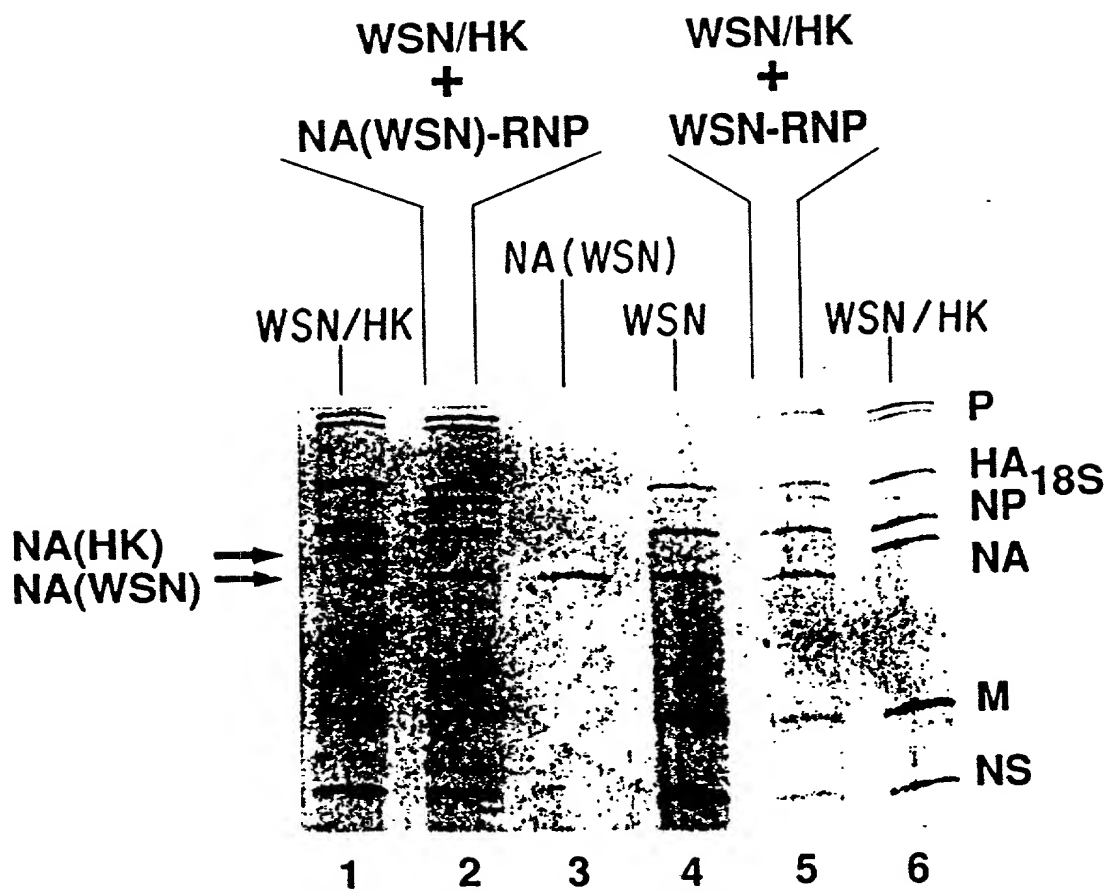 WSN/HK WSN/HK
+ +
NA(WSN)-RNP WSN-RNP
NA(WSN)
WSN/HK WSN WSN/HK
P
HA 18S
NP
NA(HK)
NA
NA(WSN)
M
NS
1 2 3 4 5 6